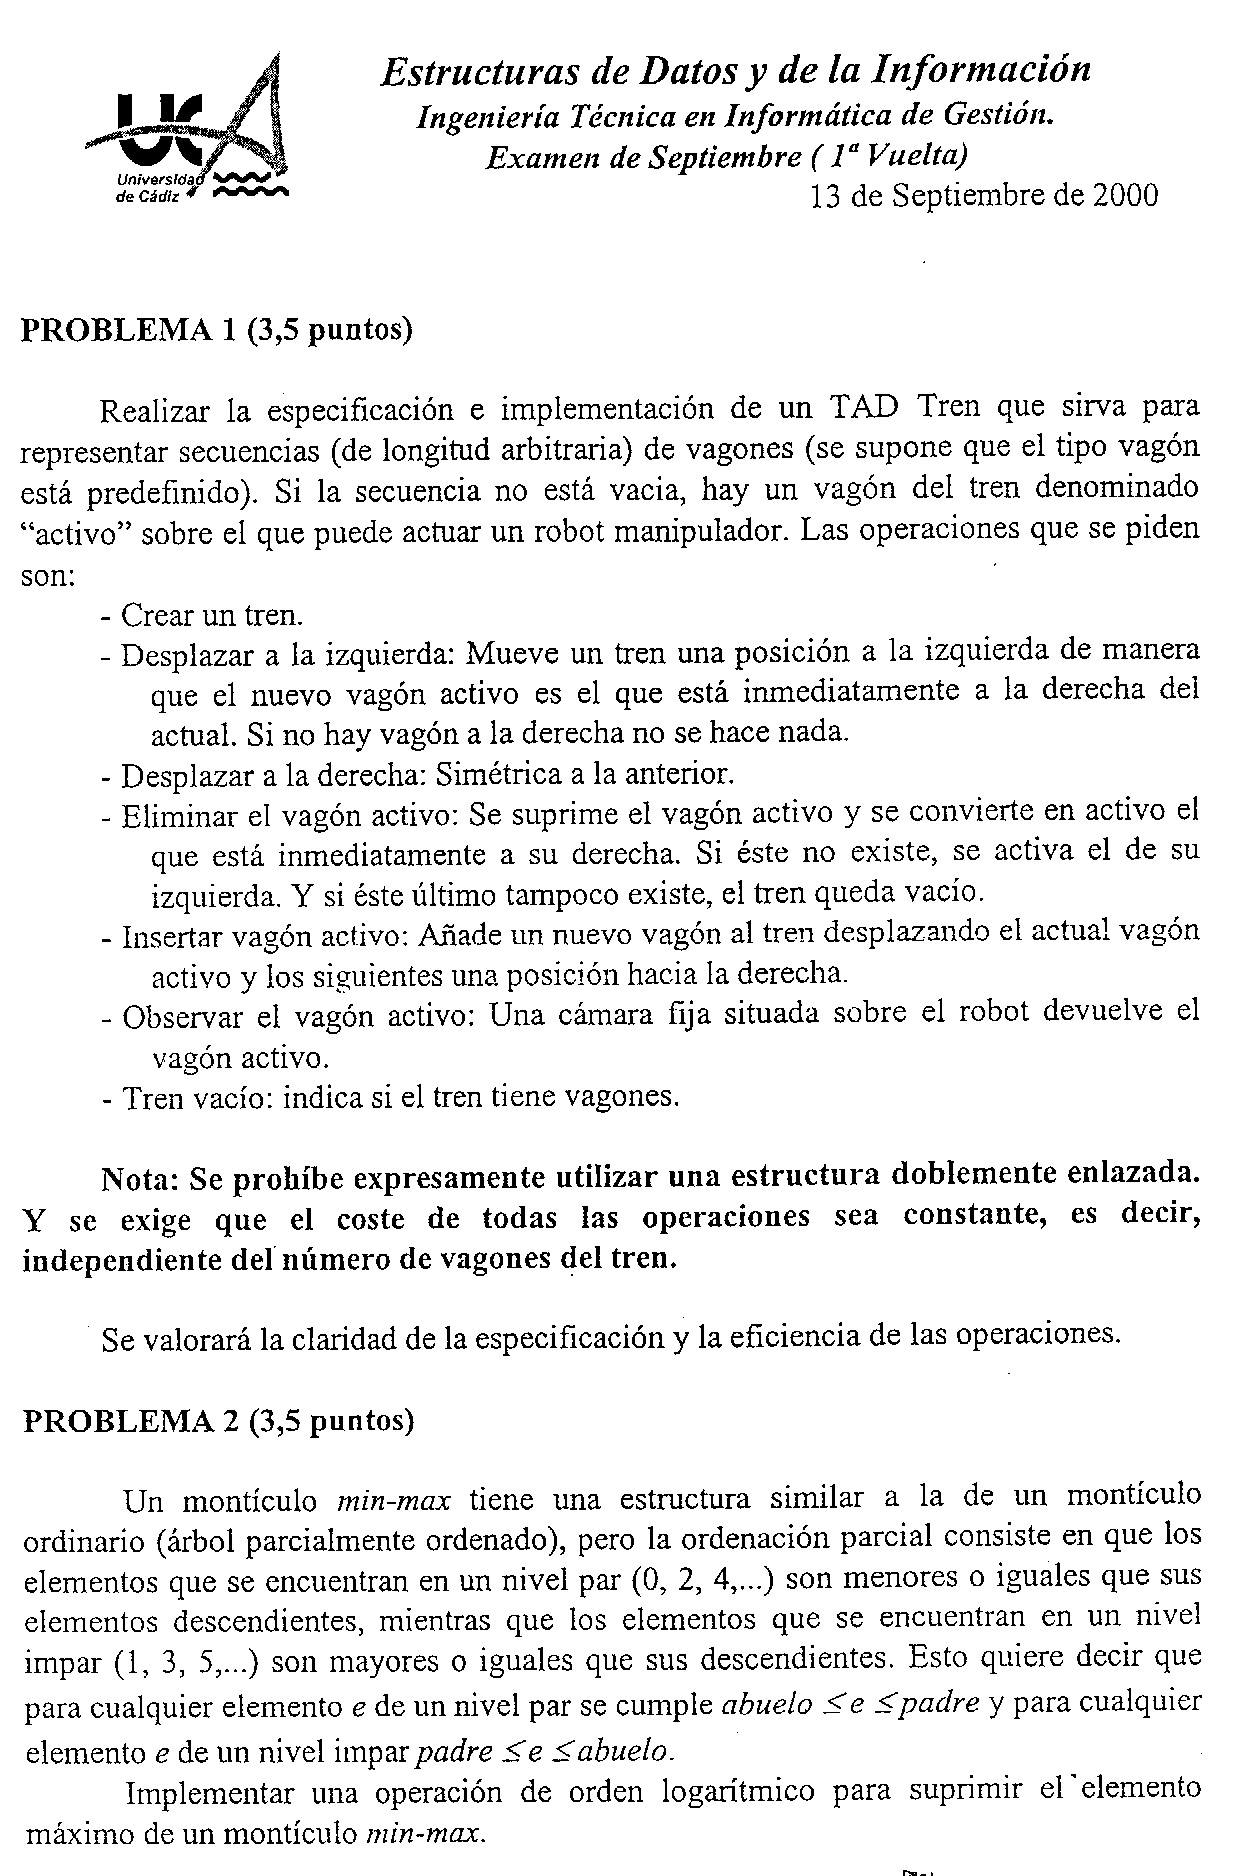 Estructuras de Datos y de la Información
Ingeniería Técnica en Informática de Gestión.
Examen de Septiembre ( 1ª Vuelta)
13 de Septiembre de 2000
UCA
Universidad
de Cádiz
PROBLEMA 1 (3,5 puntos)
Realizar la especificación e implementación de un TAD Tren que sirva para
representar secuencias (de longitud arbitraria) de vagones (se supone que el tipo vagón
está predefinido). Si la secuencia no está vacia, hay un vagón del tren denominado
“activo” sobre el que puede actuar un robot manipulador. Las operaciones que se piden
son:
- Crear un tren.
- Desplazar a la izquierda: Mueve un tren una posición a la izquierda de manera
que el nuevo vagón activo es el que está inmediatamente a la derecha del
actual. Si no hay vagón a la derecha no se hace nada.
- Desplazar a la derecha: Simétrica a la anterior.
- Eliminar el vagón activo: Se suprime el vagón activo y se convierte en activo el
que está inmediatamente a su derecha. Si éste no existe, se activa el de su
izquierda. Y si éste último tampoco existe, el tren queda vacío.
- Insertar vagón activo: Añade un nuevo vagón al tren desplazando el actual vagón
activo y los siguientes una posición hacia la derecha.
- Observar el vagón activo: Una cámara fija situada sobre el robot devuelve el
vagón activo.
- Tren vacío: indica si el tren tiene vagones.
Nota: Se prohíbe expresamente utilizar una estructura doblemente enlazada.
Y se exige que el coste de todas las operaciones sea constante, es decir,
independiente del número de vagones del tren.
Se valorará la claridad de la especificación y la eficiencia de las operaciones.
PROBLEMA 2 (3,5 puntos)
Un montículo min-max tiene una estructura similar a la de un montículo
ordinario (árbol parcialmente ordenado), pero la ordenación parcial consiste en que los
elementos que se encuentran en un nivel par (0, 2, 4,...) son menores o iguales que sus
elementos descendientes, mientras que los elementos que se encuentran en un nivel
impar (1, 3, 5,...) son mayores o iguales que sus descendientes. Esto quiere decir que
para cualquier elemento e de un nivel par se cumple abuelo ≤ e ≤ padre y para cualquier
elemento e de un nivel impar padre ≤ e ≤ abuelo.
Implementar una operación de orden logarítmico para suprimir el elemento
máximo de un montículo min-max.